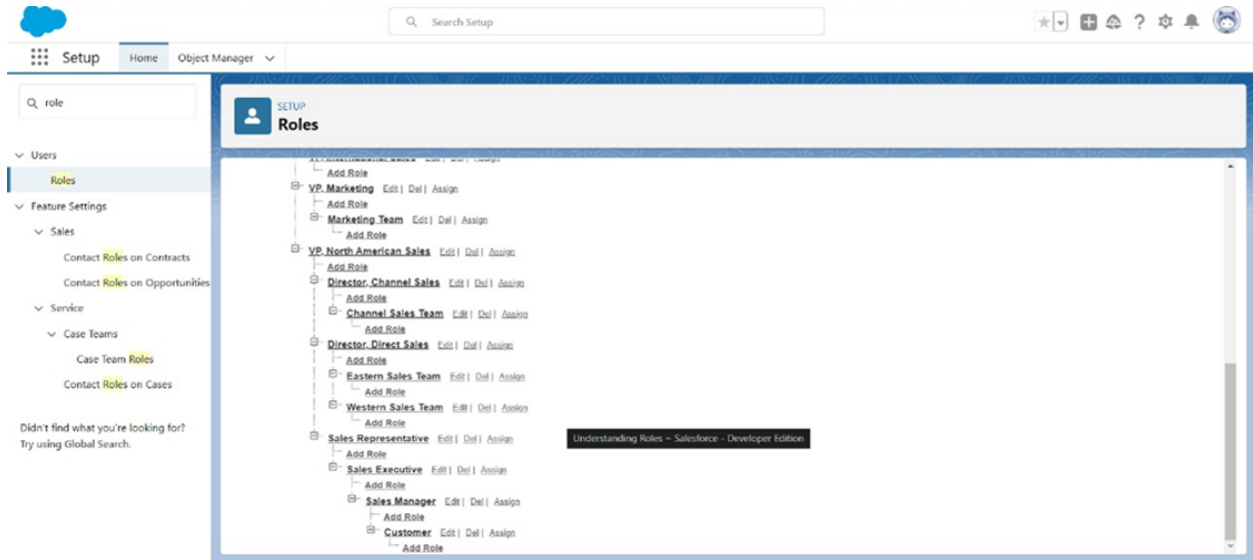 Search Setup
Setup
Home
Object Manager
role
Users
Roles
Feature Settings
Sales
Contact Roles on Contracts
Contact Roles on Opportunities
Service
Case Teams
Case Team Roles
Contact Roles on Cases
Didn't find what you're looking for?
Try using Global Search.
SETUP
Roles
VP, International Sales Edit | Del | Assign
Add Role
VP, Marketing Edit | Del | Assign
Add Role
Marketing Team Edit | Del | Assign
Add Role
VP, North American Sales Edit | Del | Assign
Add Role
Director, Channel Sales Edit | Del | Assign
Add Role
Channel Sales Team Edit | Del | Assign
Add Role
Director, Direct Sales Edit | Del | Assign
Add Role
Eastern Sales Team Edit | Del | Assign
Add Role
Western Sales Team Edit | Del | Assign
Add Role
Sales Representative Edit | Del | Assign
Understanding Roles ~ Salesforce - Developer Edition
Add Role
Sales Executive Edit | Del | Assign
Add Role
Sales Manager Edit | Del | Assign
Add Role
Customer Edit | Del | Assign
Add Role